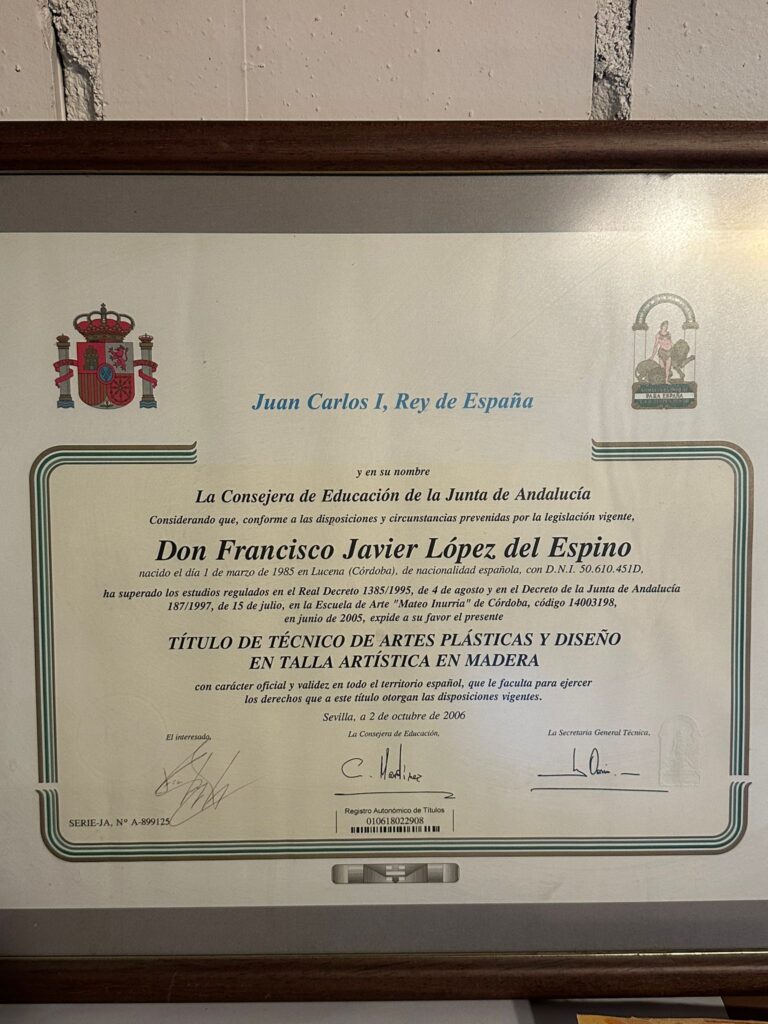 PARA ESPAÑA
Juan Carlos I, Rey de España
y en su nombre
La Consejera de Educación de la Junta de Andalucía
Considerando que, conforme a las disposiciones y circunstancias prevenidas por la legislación vigente,
Don Francisco Javier López del Espino
nacido el día 1 de marzo de 1985 en Lucena (Córdoba), de nacionalidad española, con D.N.I. 50.610.451D,
ha superado los estudios regulados en el Real Decreto 1385/1995, de 4 de agosto y en el Decreto de la Junta de Andalucía
187/1997, de 15 de julio, en la Escuela de Arte "Mateo Inurria" de Córdoba, código 14003198,
en junio de 2005, expide a su favor el presente
TÍTULO DE TÉCNICO DE ARTES PLÁSTICAS Y DISEÑO
EN TALLA ARTÍSTICA EN MADERA
con carácter oficial y validez en todo el territorio español, que le faculta para ejercer
los derechos que a este título otorgan las disposiciones vigentes.
Sevilla, a 2 de octubre de 2006
El interesado, La Consejera de Educación, La Secretaria General Técnica,
C. Martínez
Registro Autonómico de Títulos
SERIE-JA, Nº A-899125 010618022908